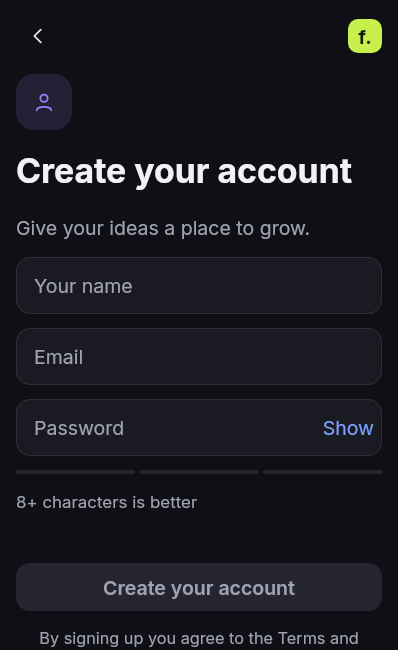 f.
Create your account
Give your ideas a place to grow.
Your name
Email
Password Show
8+ characters is better
Create your account
By signing up you agree to the Terms and